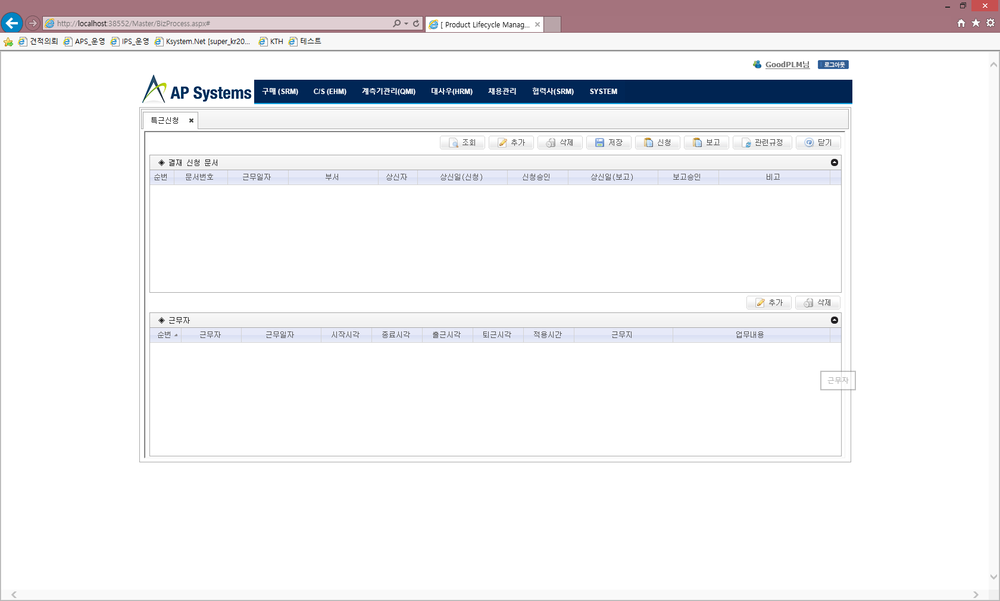 http://localhost:38552/Master/BizProcess.aspx#
[ Product Lifecycle Manag...
견적의뢰 APS_운영 IPS_운영 Ksystem.Net [super_kr20... KTH 테스트
GoodPLM님 로그아웃
AP Systems 구매 (SRM) C/S (EHM) 계측기관리(QMI) 대사우(HRM) 채용관리 협력사(SRM) SYSTEM
특근신청
조회 추가 삭제 저장 신청 보고 관련규정 닫기
◈ 결재 신청 문서
순번 문서번호 근무일자 부서 상신자 상신일(신청) 신청승인 상신일(보고) 보고승인 비고
추가 삭제
◈ 근무자
순번 근무자 근무일자 시작시각 종료시각 출근시각 퇴근시각 적용시간 근무지 업무내용
근무자